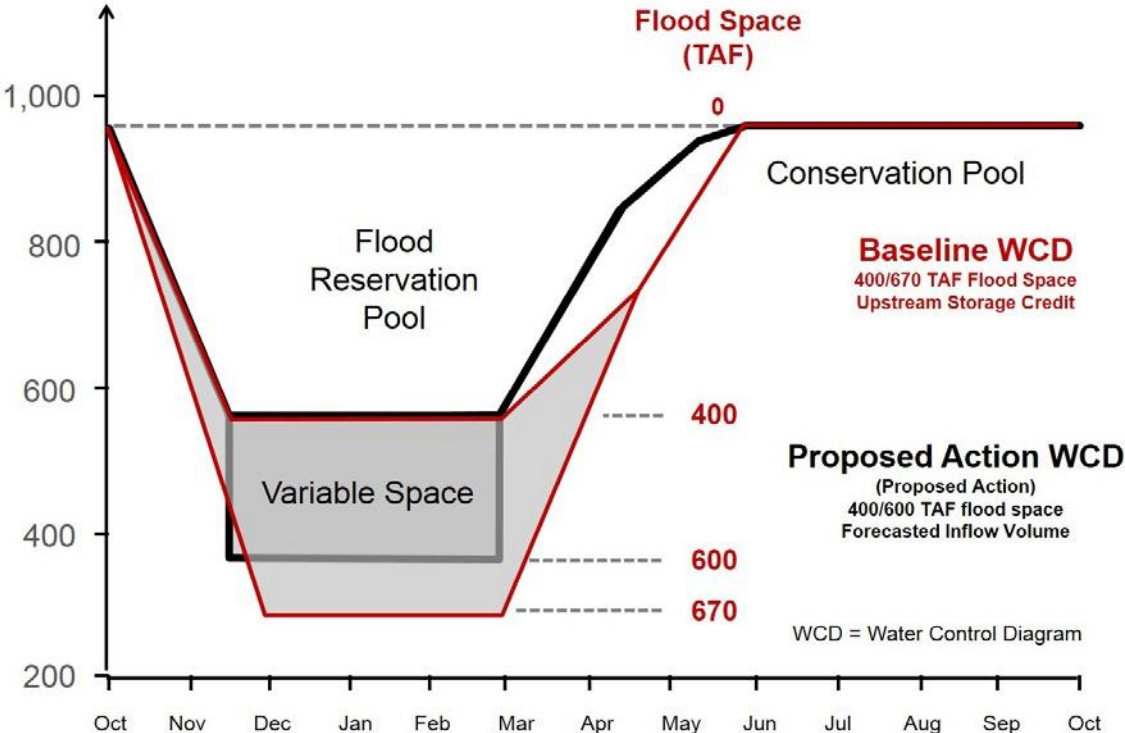 Flood Space
(TAF)
1,000
0
Conservation Pool
800
Flood
Reservation
Pool
Baseline WCD
400/670 TAF Flood Space
Upstream Storage Credit
600
400
Variable Space
Proposed Action WCD
(Proposed Action)
400/600 TAF flood space
Forecasted Inflow Volume
400
600
670
WCD = Water Control Diagram
200
Oct Nov Dec Jan Feb Mar Apr May Jun Jul Aug Sep Oct